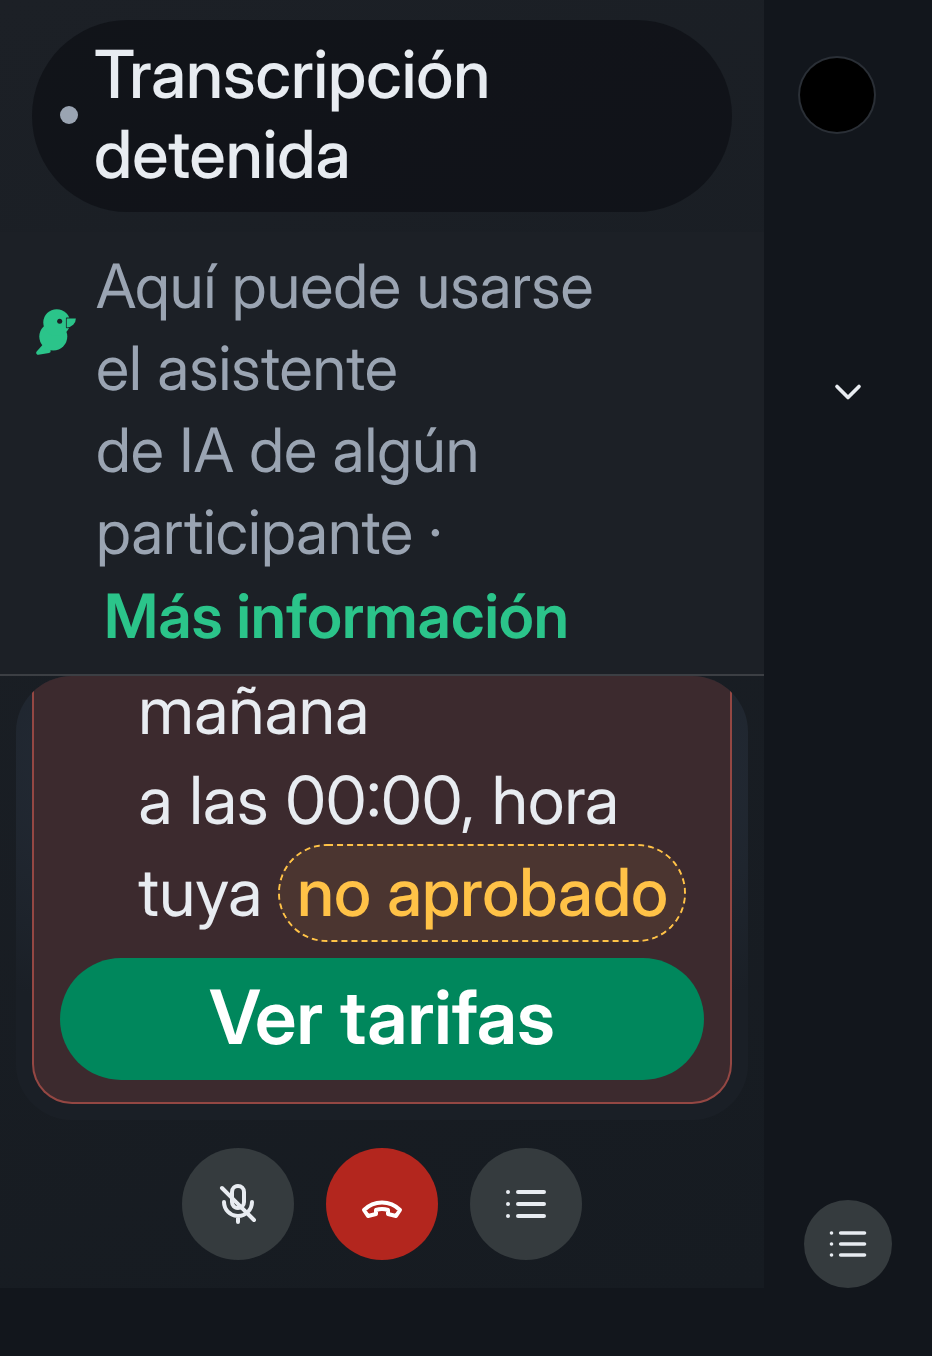 Transcripción
detenida
Aquí puede usarse
el asistente
de IA de algún
participante ·
Más información
mañana
a las 00:00, hora
tuya no aprobado
Ver tarifas